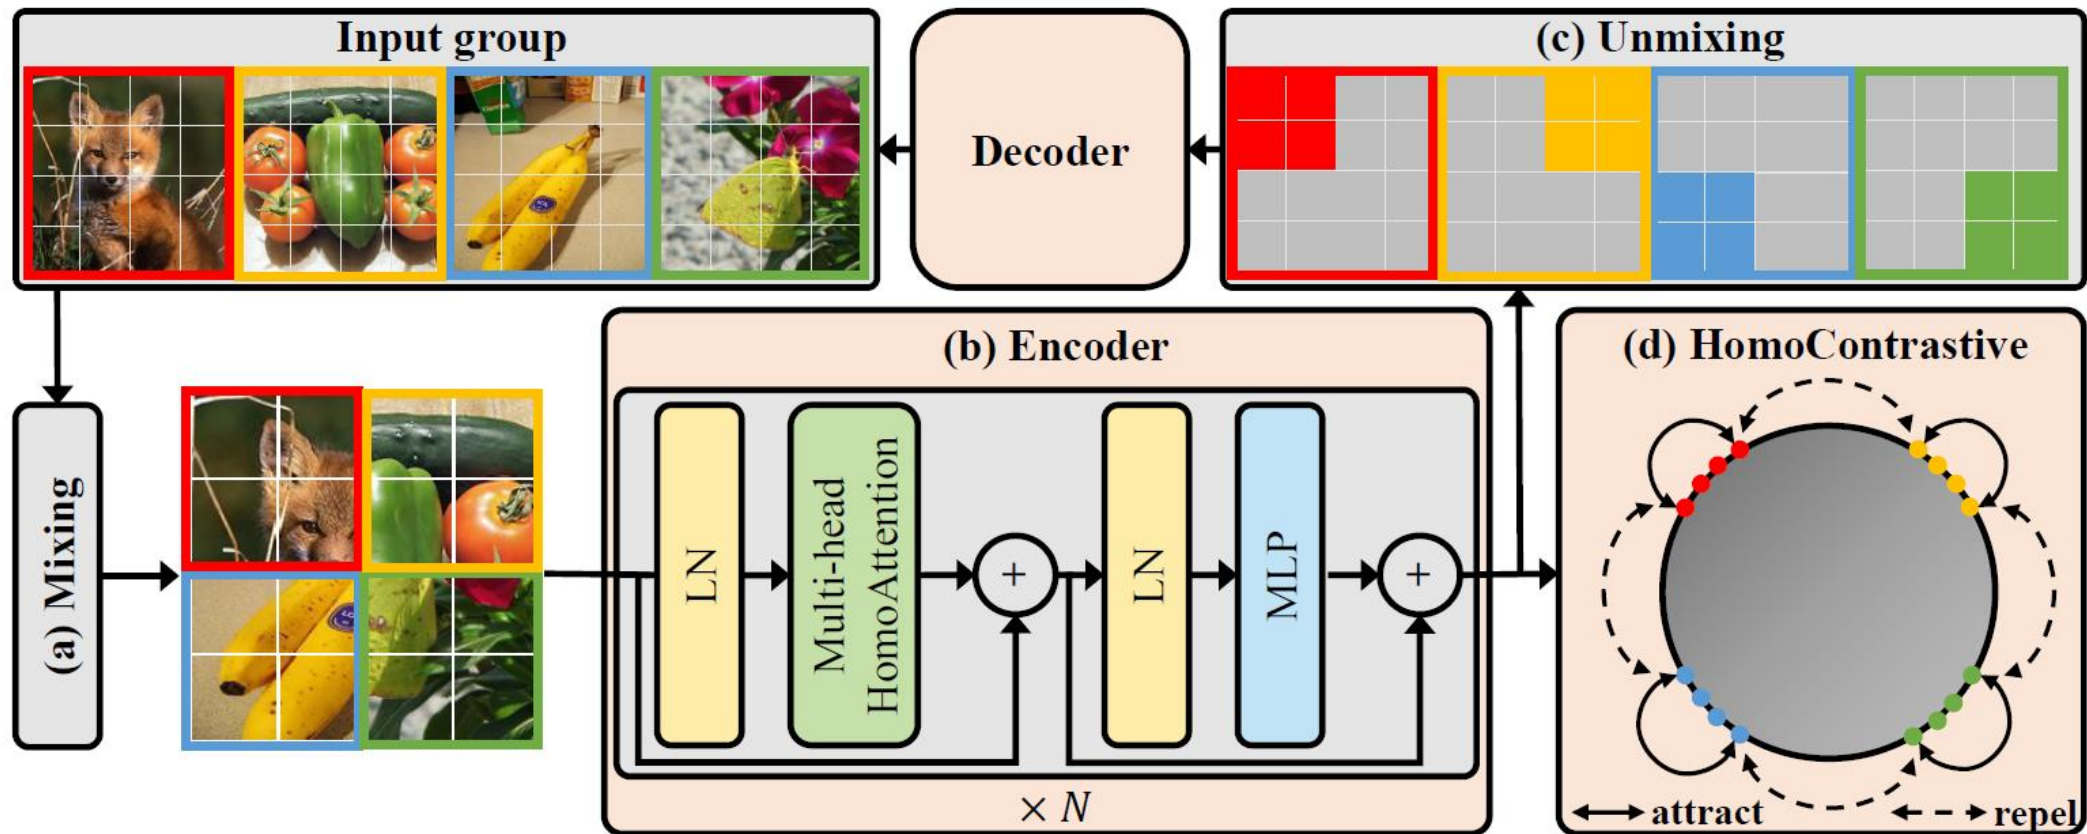 Input group
Decoder
(c) Unmixing
(a) Mixing
(b) Encoder
LN
Multi-head
HomoAttention
+
LN
MLP
+
× N
(d) HomoContrastive
attract
repel